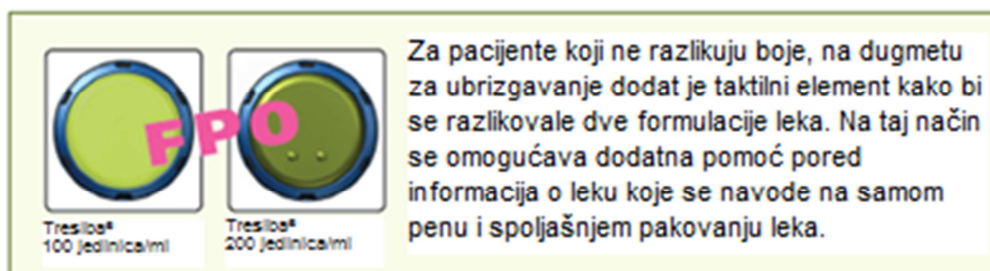 Za pacijente koji ne razlikuju boje, na dugmetu
za ubrizgavanje dodat je taktilni element kako bi
se razlikovale dve formulacije leka. Na taj način
se omogućava dodatna pomoć pored
informacija o leku koje se navode na samom
penu i spoljašnjem pakovanju leka.
FPO
Tresiba®
100 jedinica/ml
Tresiba®
200 jedinica/ml